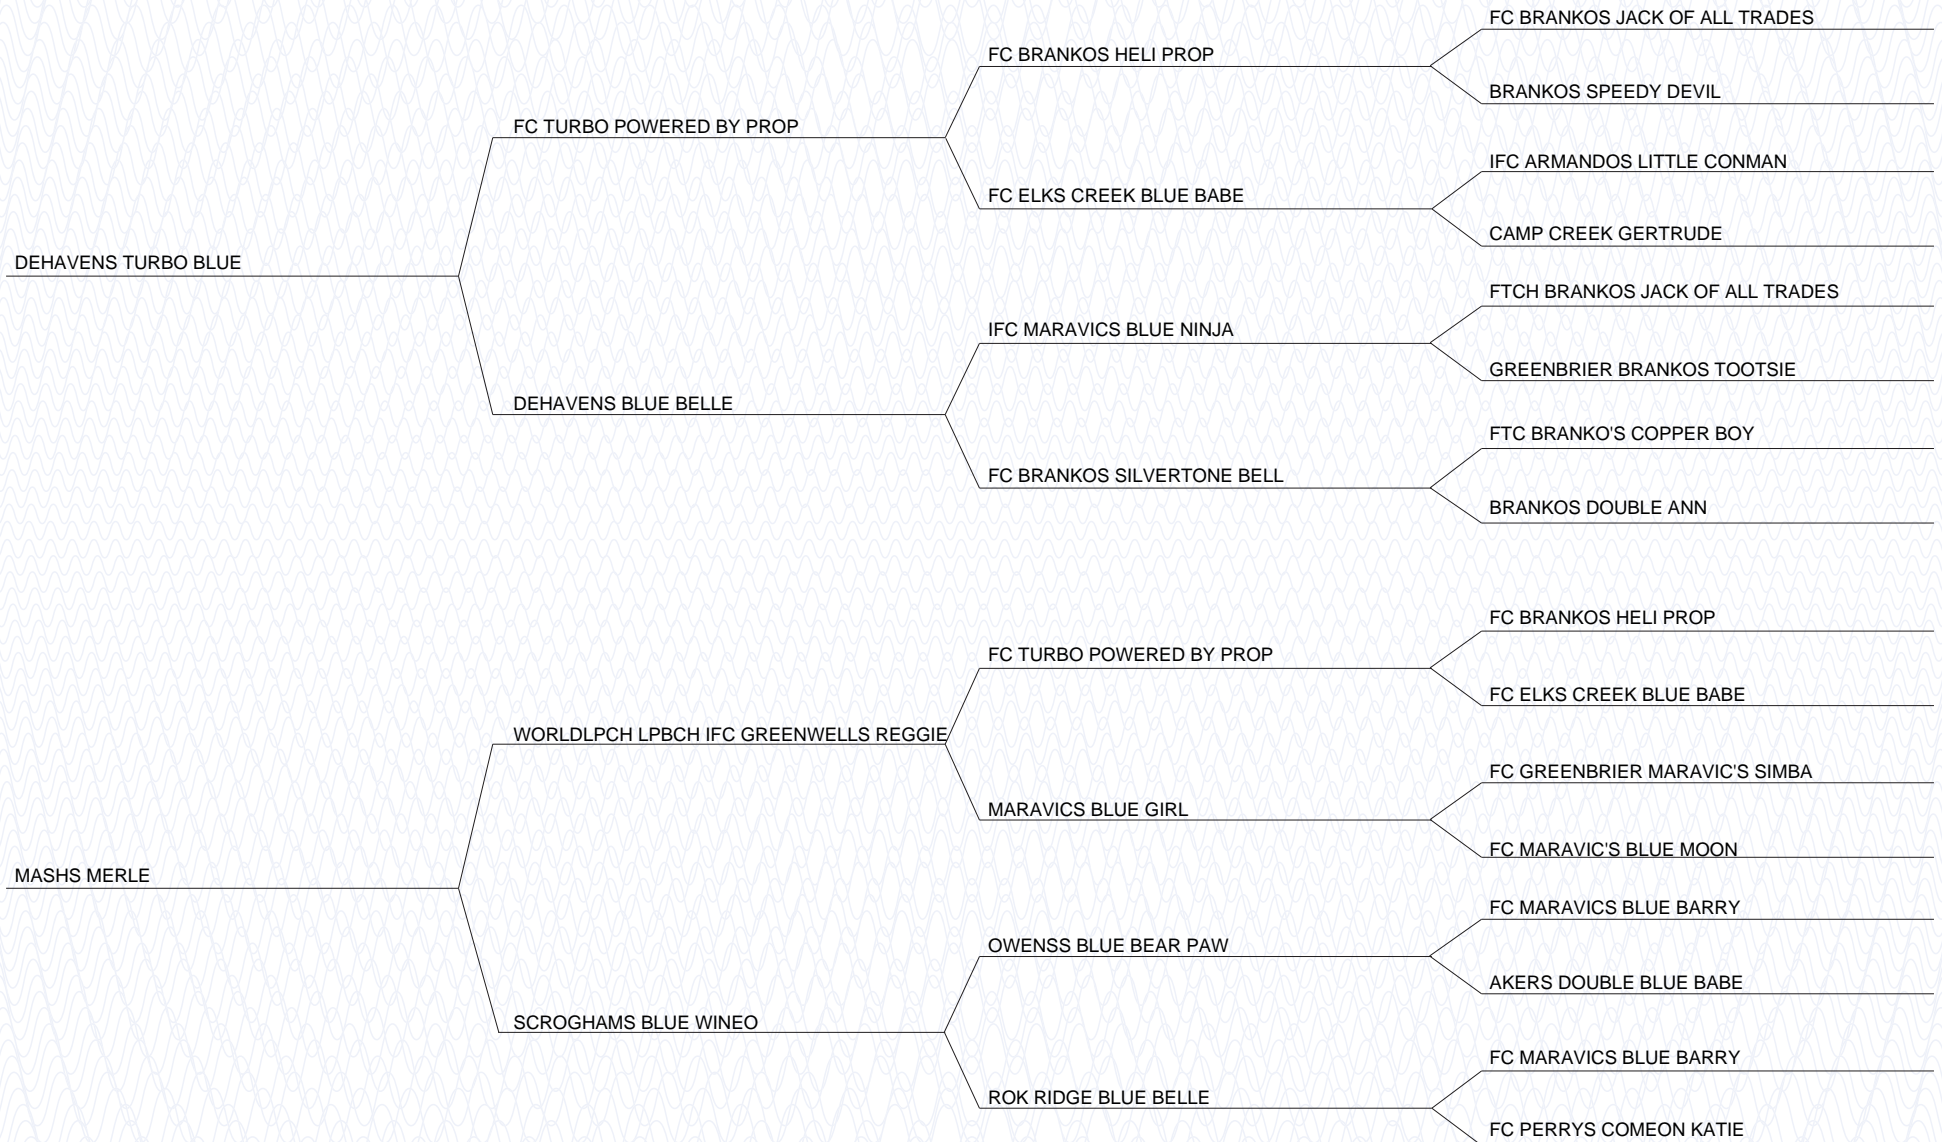 FC BRANKOS JACK OF ALL TRADES
FC BRANKOS HELI PROP
BRANKOS SPEEDY DEVIL
FC TURBO POWERED BY PROP
IFC ARMANDOS LITTLE CONMAN
FC ELKS CREEK BLUE BABE
CAMP CREEK GERTRUDE
DEHAVENS TURBO BLUE
FTCH BRANKOS JACK OF ALL TRADES
IFC MARAVICS BLUE NINJA
GREENBRIER BRANKOS TOOTSIE
DEHAVENS BLUE BELLE
FTC BRANKO'S COPPER BOY
FC BRANKOS SILVERTONE BELL
BRANKOS DOUBLE ANN
FC BRANKOS HELI PROP
FC TURBO POWERED BY PROP
FC ELKS CREEK BLUE BABE
WORLDLPCH LPBCH IFC GREENWELLS REGGIE
FC GREENBRIER MARAVIC'S SIMBA
MARAVICS BLUE GIRL
FC MARAVIC'S BLUE MOON
MASHS MERLE
FC MARAVICS BLUE BARRY
OWENSS BLUE BEAR PAW
AKERS DOUBLE BLUE BABE
SCROGHAMS BLUE WINEO
FC MARAVICS BLUE BARRY
ROK RIDGE BLUE BELLE
FC PERRYS COMEON KATIE